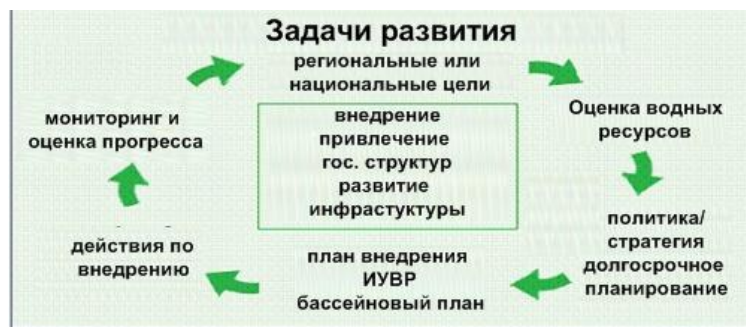 Задачи развития
региональные или
национальные цели
Оценка водных
ресурсов
политика/
стратегия
долгосрочное
планирование
план внедрения
ИУВР
бассейновый план
действия по
внедрению
мониторинг и
оценка прогресса
внедрение
привлечение
гос. структур
развитие
инфрастуктуры